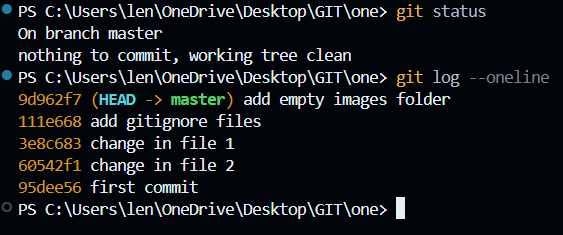 PS C:\Users\len\OneDrive\Desktop\GIT\one> git status
On branch master
nothing to commit, working tree clean
PS C:\Users\len\OneDrive\Desktop\GIT\one> git log --oneline
9d962f7 (HEAD -> master) add empty images folder
111e668 add gitignore files
3e8c683 change in file 1
60542f1 change in file 2
95dee56 first commit
PS C:\Users\len\OneDrive\Desktop\GIT\one>